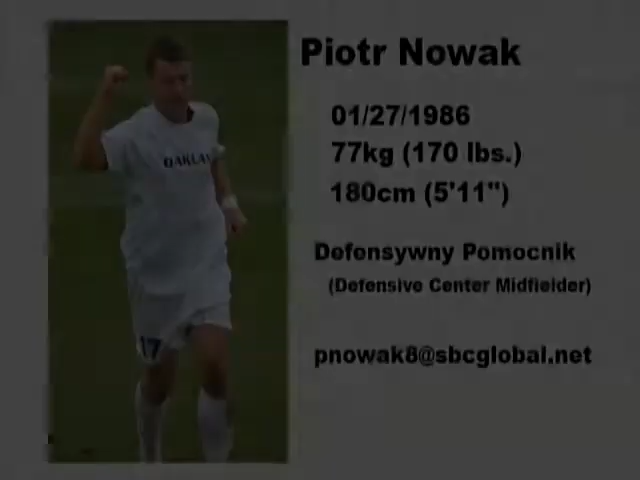 Piotr Nowak
01/27/1986
77kg (170 lbs.)
180cm (5'11")
Defensywny Pomocnik
(Defensive Center Midfielder)
pnowak8@sbcglobal.net
17